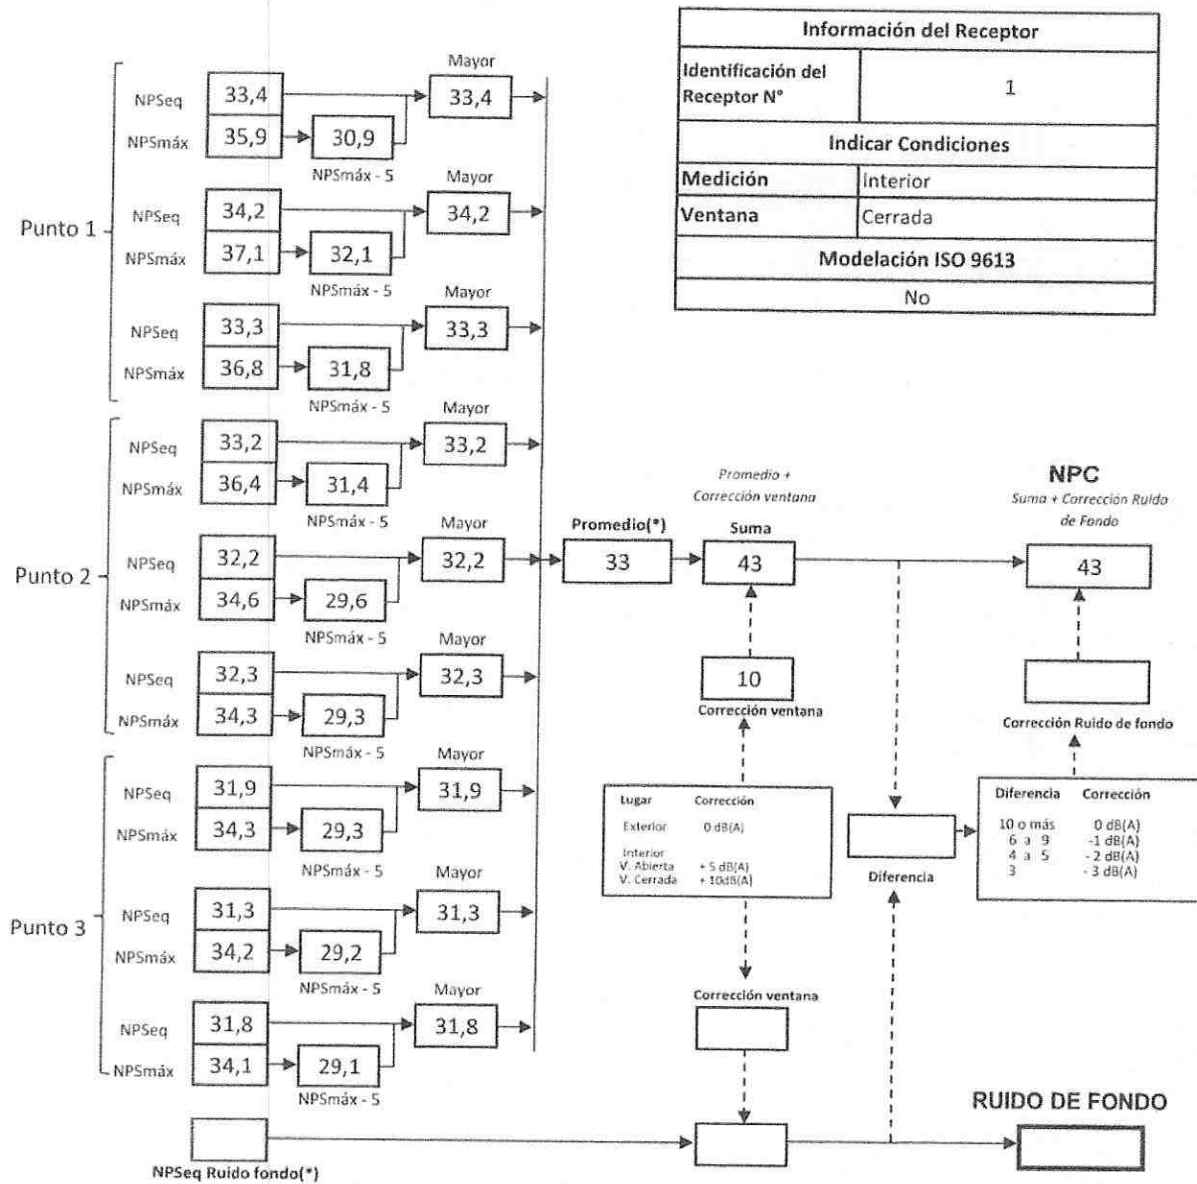 Información del Receptor
Identificación del Receptor N° 1
Indicar Condiciones
Medición Interior
Ventana Cerrada
Modelación ISO 9613
No
Punto 1
Mayor
NPSeq 33,4 33,4
NPSmáx 35,9 30,9
NPSmáx - 5
Mayor
NPSeq 34,2 34,2
NPSmáx 37,1 32,1
NPSmáx - 5
Mayor
NPSeq 33,3 33,3
NPSmáx 36,8 31,8
NPSmáx - 5
Punto 2
Mayor
NPSeq 33,2 33,2
NPSmáx 36,4 31,4
NPSmáx - 5
Mayor
NPSeq 32,2 32,2
NPSmáx 34,6 29,6
NPSmáx - 5
Mayor
NPSeq 32,3 32,3
NPSmáx 34,3 29,3
NPSmáx - 5
Punto 3
Mayor
NPSeq 31,9 31,9
NPSmáx 34,3 29,3
NPSmáx - 5
Mayor
NPSeq 31,3 31,3
NPSmáx 34,2 29,2
NPSmáx - 5
Mayor
NPSeq 31,8 31,8
NPSmáx 34,1 29,1
NPSmáx - 5
NPSeq Ruido fondo(*)
Promedio(*)
33
Promedio +
Corrección ventana
Suma
43
10
Corrección ventana
Lugar Corrección
Exterior 0 dB(A)
Interior
V. Abierta + 5 dB(A)
V. Cerrada + 10dB(A)
Corrección ventana
NPC
Suma + Corrección Ruido
de Fondo
43
Corrección Ruido de fondo
Diferencia
Diferencia Corrección
10 o más 0 dB(A)
6 a 9 -1 dB(A)
4 a 5 - 2 dB(A)
3 - 3 dB(A)
RUIDO DE FONDO